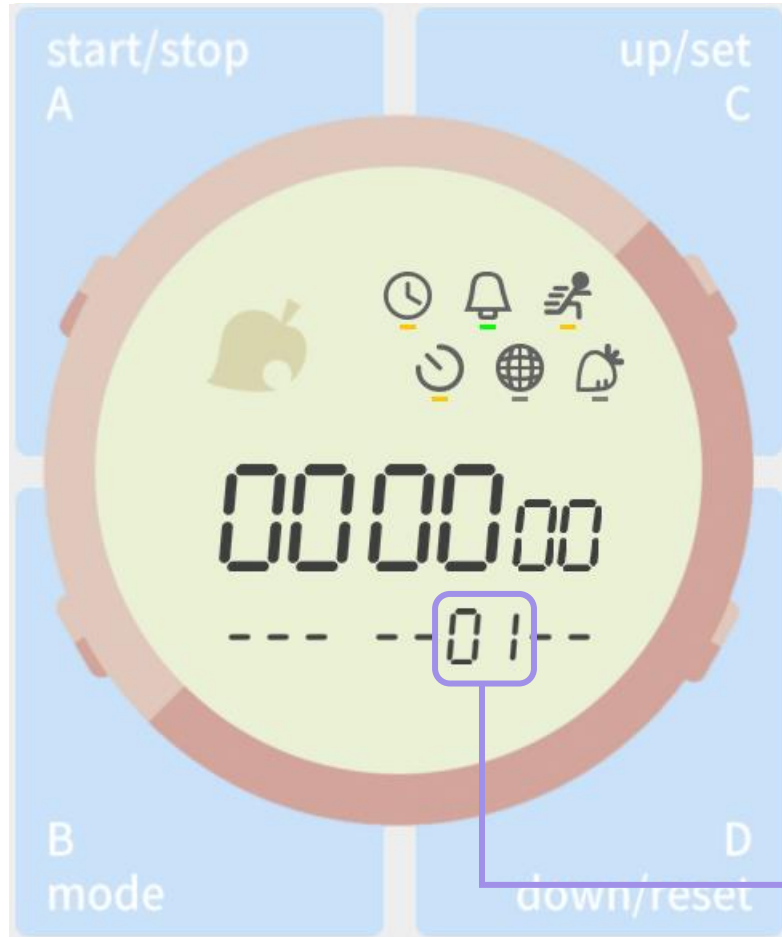 start/stop
A
up/set
C
0000 00
--- --01--
B
mode
D
down/reset